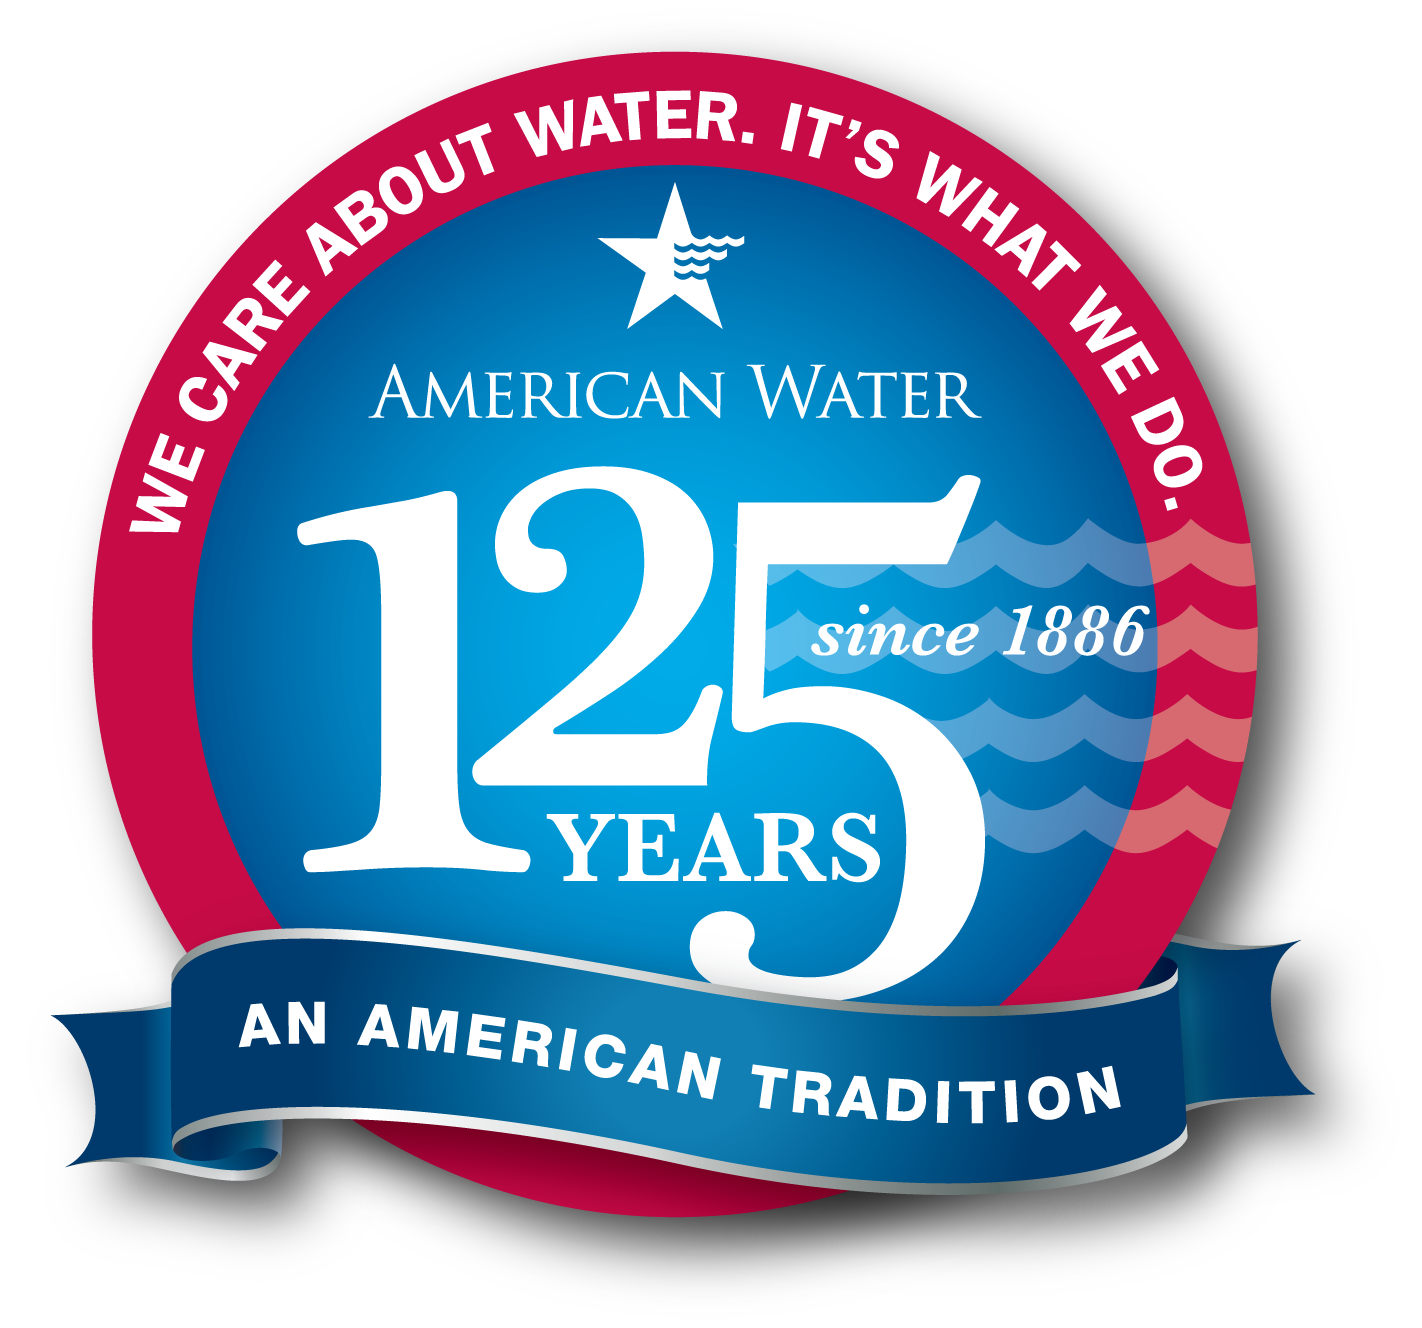 WE CARE ABOUT WATER. IT'S WHAT WE DO.
AMERICAN WATER
125
since 1886
YEARS
AN AMERICAN TRADITION